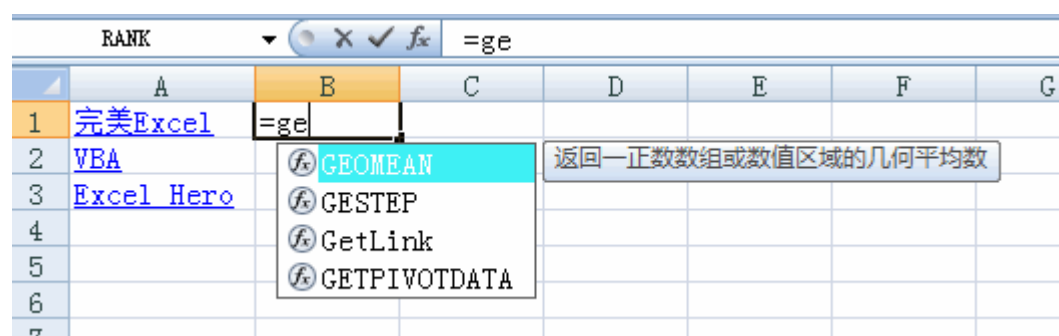 RANK =ge
A B C D E F G
1 完美Excel =ge
2 VBA GEOMEAN 返回一正数数组或数值区域的几何平均数
3 Excel Hero GESTEP
4 GetLink
5 GETPIVOTDATA
6
7